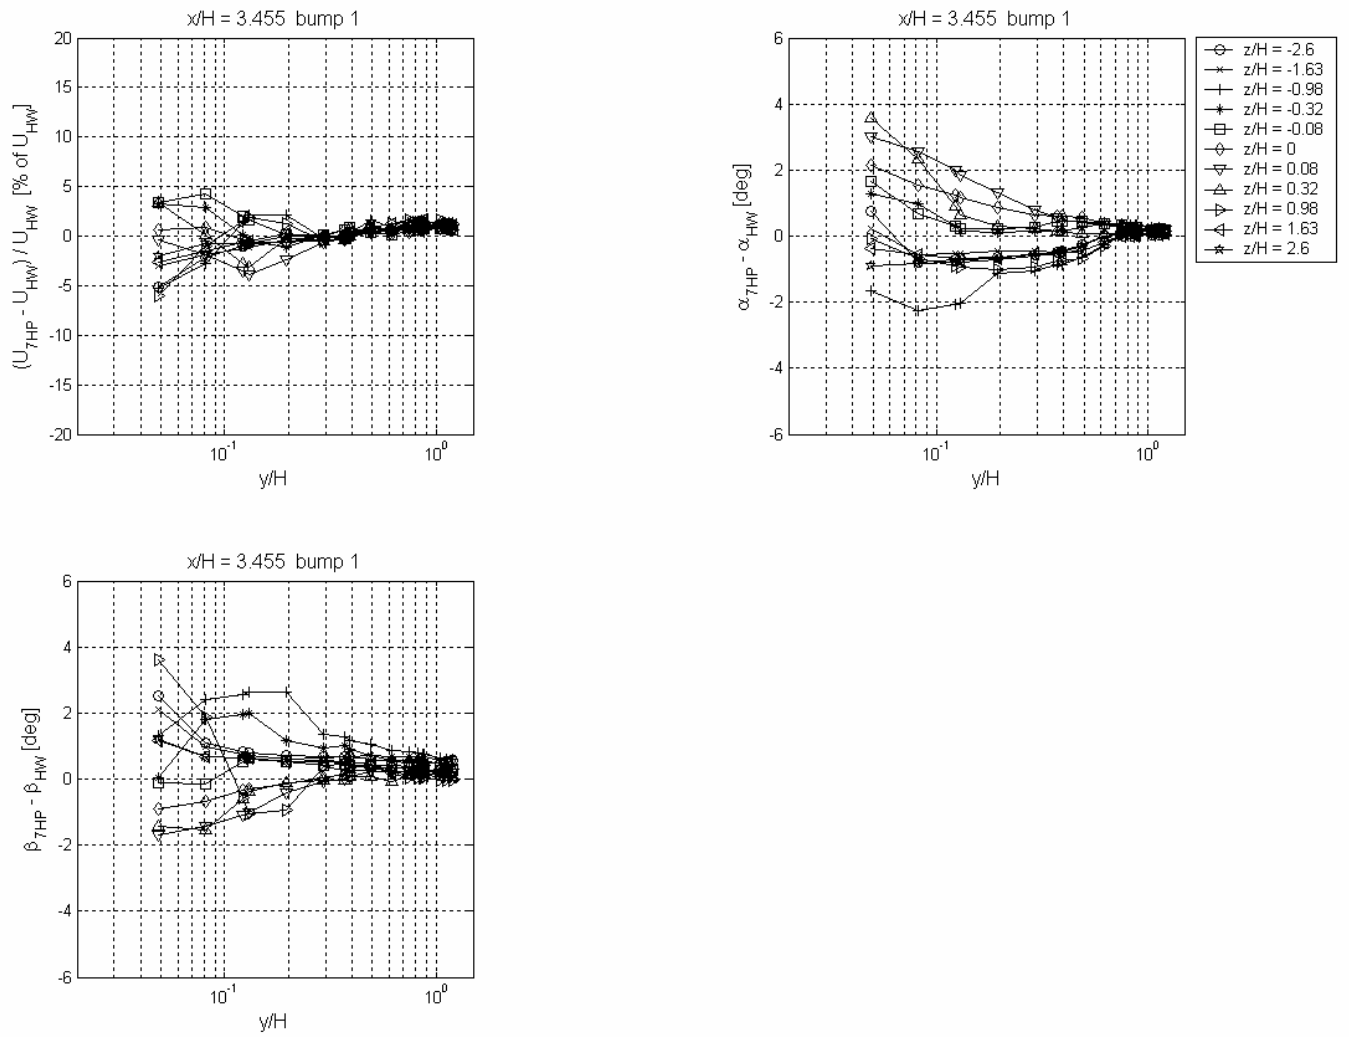 x/H = 3.455 bump 1
20
15
10
5
0
-5
-10
-15
-20
(U7HP - UHW) / UHW [% of UHW]
10^-1
10^0
y/H
x/H = 3.455 bump 1
6
4
2
0
-2
-4
-6
α7HP - αHW [deg]
10^-1
10^0
y/H
z/H = -2.6
z/H = -1.63
z/H = -0.98
z/H = -0.32
z/H = -0.08
z/H = 0
z/H = 0.08
z/H = 0.32
z/H = 0.98
z/H = 1.63
z/H = 2.6
x/H = 3.455 bump 1
6
4
2
0
-2
-4
-6
β7HP - βHW [deg]
10^-1
10^0
y/H